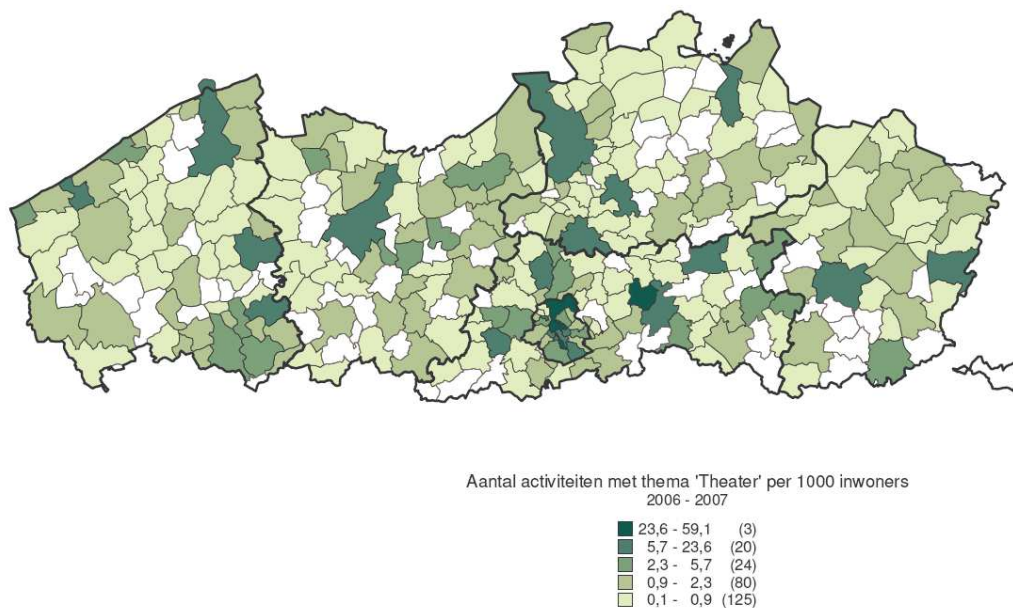 Aantal activiteiten met thema 'Theater' per 1000 inwoners
2006 - 2007
23,6 - 59,1 (3)
5,7 - 23,6 (20)
2,3 - 5,7 (24)
0,9 - 2,3 (80)
0,1 - 0,9 (125)